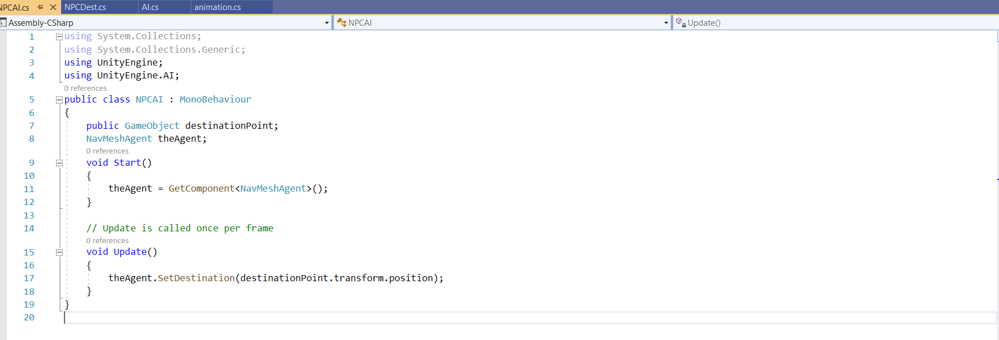 NPCAI.cs NPCDest.cs AI.cs animation.cs
Assembly-CSharp NPCAI Update()
1 using System.Collections;
2 using System.Collections.Generic;
3 using UnityEngine;
4 using UnityEngine.AI;
0 references
5 public class NPCAI : MonoBehaviour
6 {
7 public GameObject destinationPoint;
8 NavMeshAgent theAgent;
0 references
9 void Start()
10 {
11 theAgent = GetComponent<NavMeshAgent>();
12 }
13
14 // Update is called once per frame
0 references
15 void Update()
16 {
17 theAgent.SetDestination(destinationPoint.transform.position);
18 }
19 }
20